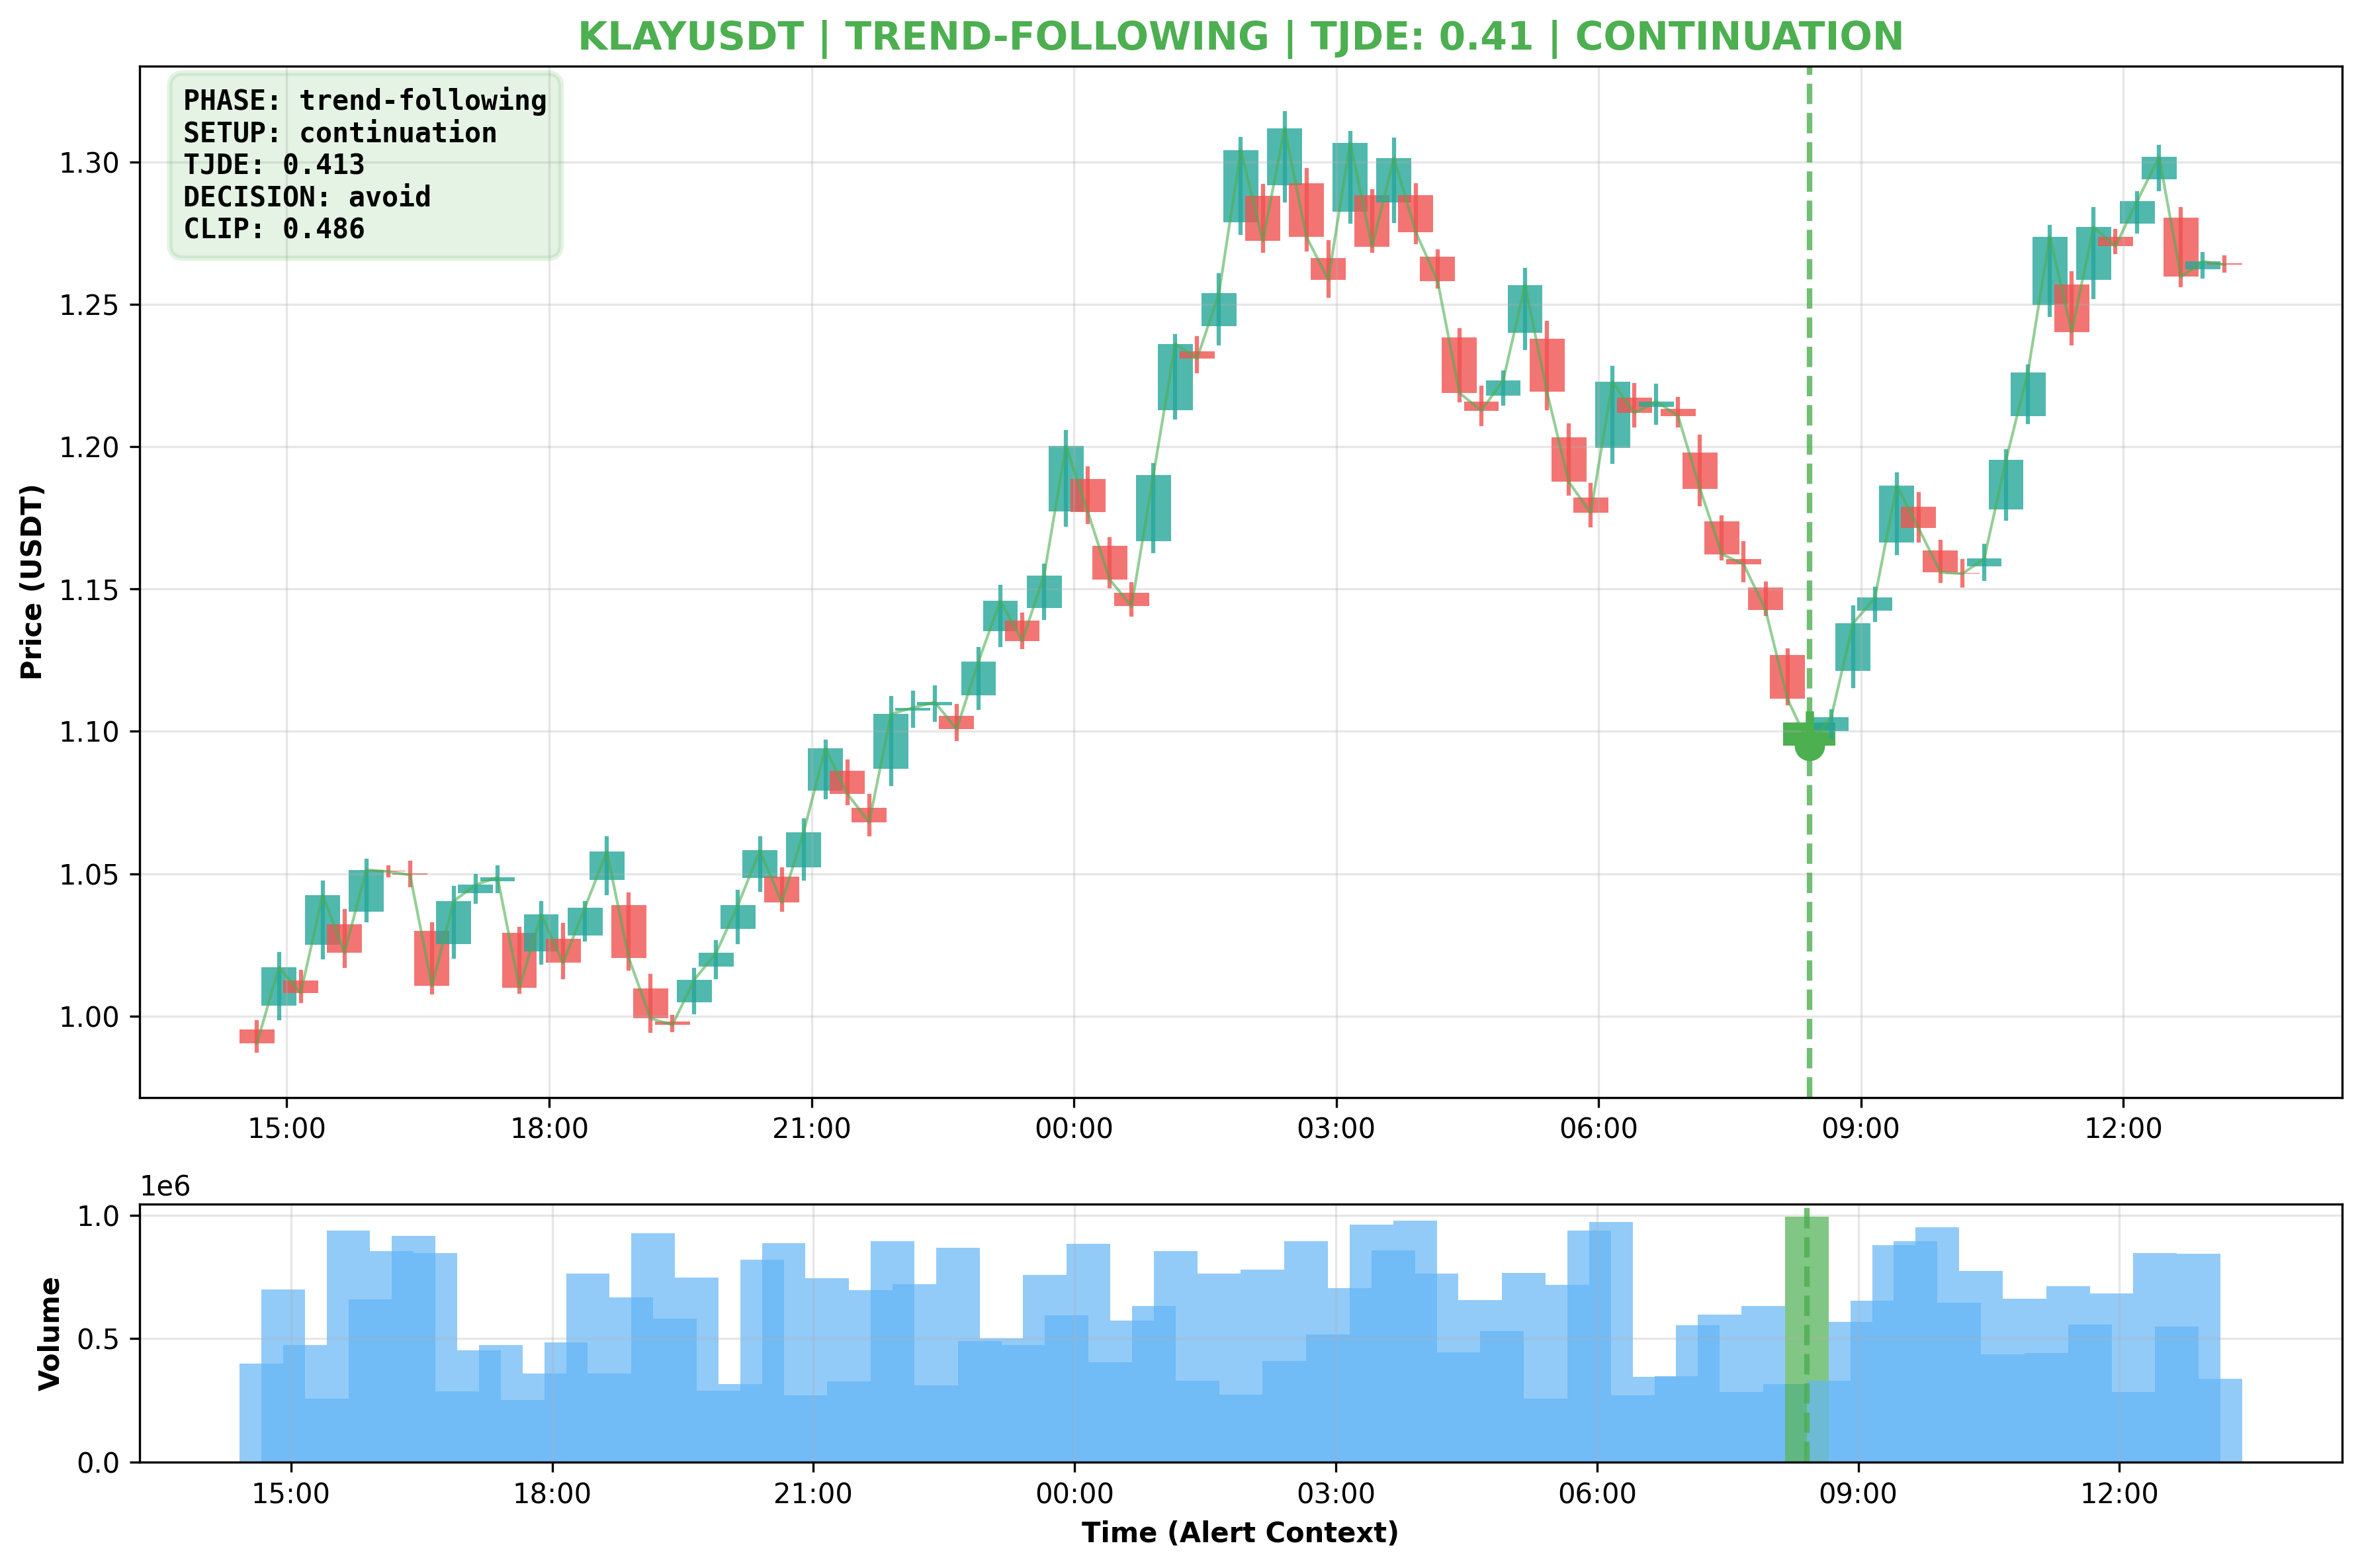 KLAYUSDT | TREND-FOLLOWING | TJDE: 0.41 | CONTINUATION
PHASE: trend-following
SETUP: continuation
TJDE: 0.413
DECISION: avoid
CLIP: 0.486
Price (USDT)
1.30
1.25
1.20
1.15
1.10
1.05
1.00
15:00 18:00 21:00 00:00 03:00 06:00 09:00 12:00
1e6
Volume
1.0
0.5
0.0
15:00 18:00 21:00 00:00 03:00 06:00 09:00 12:00
Time (Alert Context)